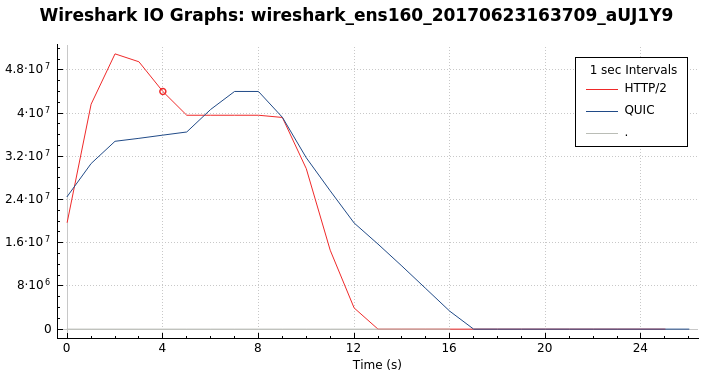 Wireshark IO Graphs: wireshark_ens160_20170623163709_aUJ1Y9
1 sec Intervals
HTTP/2
QUIC
.
4.8·10⁷
4·10⁷
3.2·10⁷
2.4·10⁷
1.6·10⁷
8·10⁶
0
0 4 8 12 16 20 24
Time (s)